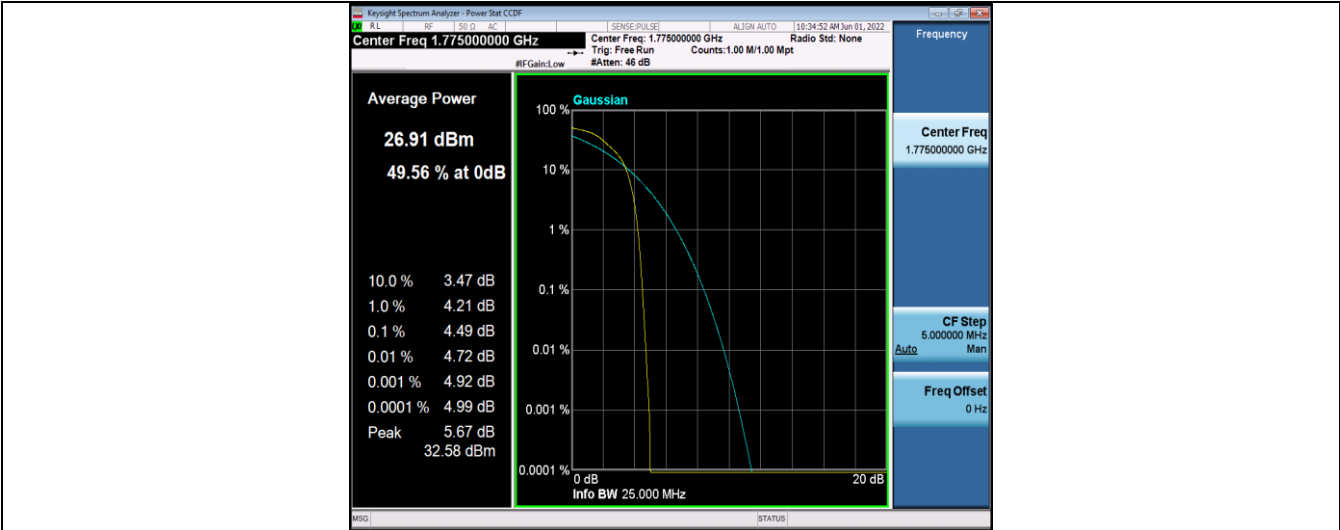 Keysight Spectrum Analyzer - Power Stat CCDF
RL RF 50 Ω AC SENSE:PULSE ALIGN AUTO 10:34:52 AM Jun 01, 2022
Center Freq 1.775000000 GHz
Center Freq: 1.775000000 GHz Radio Std: None
Trig: Free Run Counts:1.00 M/1.00 Mpt
#IFGain:Low #Atten: 46 dB
Frequency
Average Power
26.91 dBm
49.56 % at 0dB
10.0 % 3.47 dB
1.0 % 4.21 dB
0.1 % 4.49 dB
0.01 % 4.72 dB
0.001 % 4.92 dB
0.0001 % 4.99 dB
Peak 5.67 dB
32.58 dBm
Gaussian
100 %
10 %
1 %
0.1 %
0.01 %
0.001 %
0.0001 %
0 dB 20 dB
Info BW 25.000 MHz
Center Freq
1.775000000 GHz
CF Step
5.000000 MHz
Auto Man
Freq Offset
0 Hz
MSG STATUS